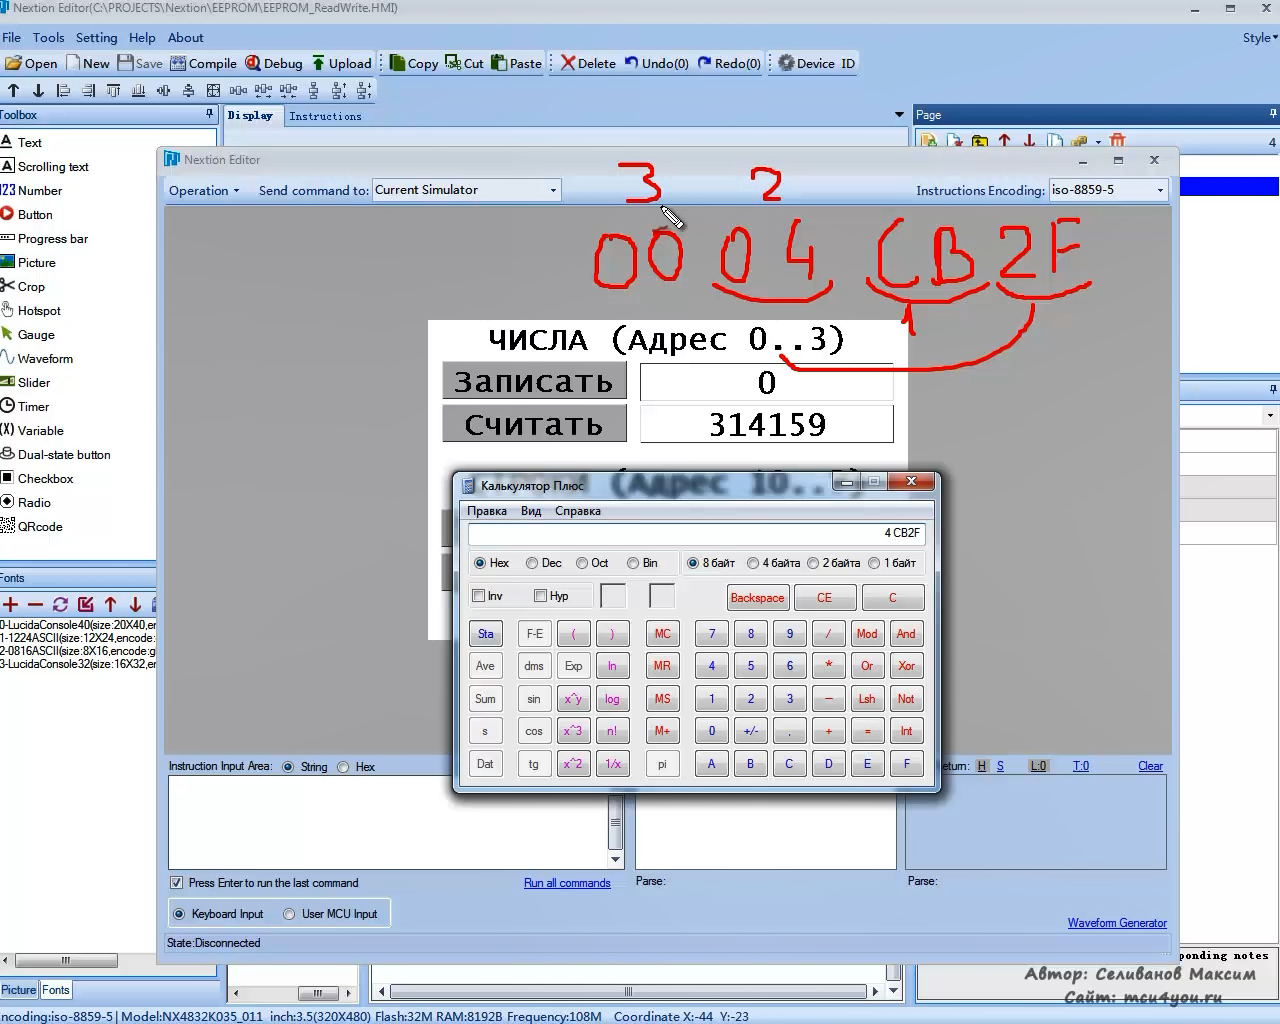 Nextion Editor(C:\PROJECTS\Nextion\EEPROM\EEPROM_ReadWrite.HMI)
File Tools Setting Help About Style
Open New Save Compile Debug Upload Copy Cut Paste Delete Undo(0) Redo(0) Device ID
Toolbox Display Instructions Page
4
Text
Scrolling text
123 Number
Button
Progress bar
Picture
Crop
Hotspot
Gauge
Waveform
Slider
Timer
Variable
Dual-state button
Checkbox
Radio
QRcode
Fonts
0-LucidaConsole40(size:20X40,e
1-1224ASCII(size:12X24,encode:
2-0816ASCII(size:8X16,encode:g
3-LucidaConsole32(size:16X32,e
Picture Fonts
Nextion Editor
Operation Send command to: Current Simulator Instructions Encoding: iso-8859-5
3 2
00 04 CB 2F
1
ЧИСЛА (Адрес 0..3)
Записать 0
Считать 314159
(Адрес 10..
Калькулятор Плюс
Правка Вид Справка
4 CB2F
Hex Dec Oct Bin 8 байт 4 байта 2 байта 1 байт
Inv Hyp Backspace CE C
Sta F-E ( ) MC 7 8 9 / Mod And
Ave dms Exp ln MR 4 5 6 * Or Xor
Sum sin x^y log MS 1 2 3 − Lsh Not
s cos x^3 n! M+ 0 +/- . + = Int
Dat tg x^2 1/x pi A B C D E F
Instruction Input Area: String Hex eturn: H S L:0 T:0 Clear
Press Enter to run the last command Run all commands Parse: Parse:
Keyboard Input User MCU Input
Waveform Generator
State:Disconnected
ponding notes
Автор: Селиванов Максим
Сайт: mcu4you.ru
Encoding:iso-8859-5| Model:NX4832K035_011 inch:3.5(320X480) Flash:32M RAM:8192B Frequency:108M Coordinate X:-44 Y:-23